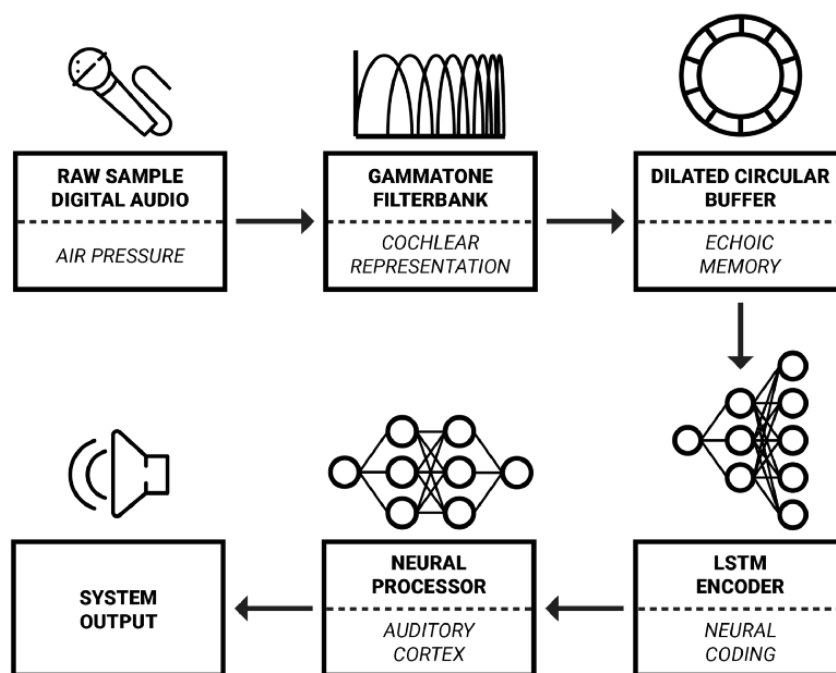 RAW SAMPLE
DIGITAL AUDIO
AIR PRESSURE
GAMMATONE
FILTERBANK
COCHLEAR
REPRESENTATION
DILATED CIRCULAR
BUFFER
ECHOIC
MEMORY
LSTM
ENCODER
NEURAL
CODING
NEURAL
PROCESSOR
AUDITORY
CORTEX
SYSTEM
OUTPUT